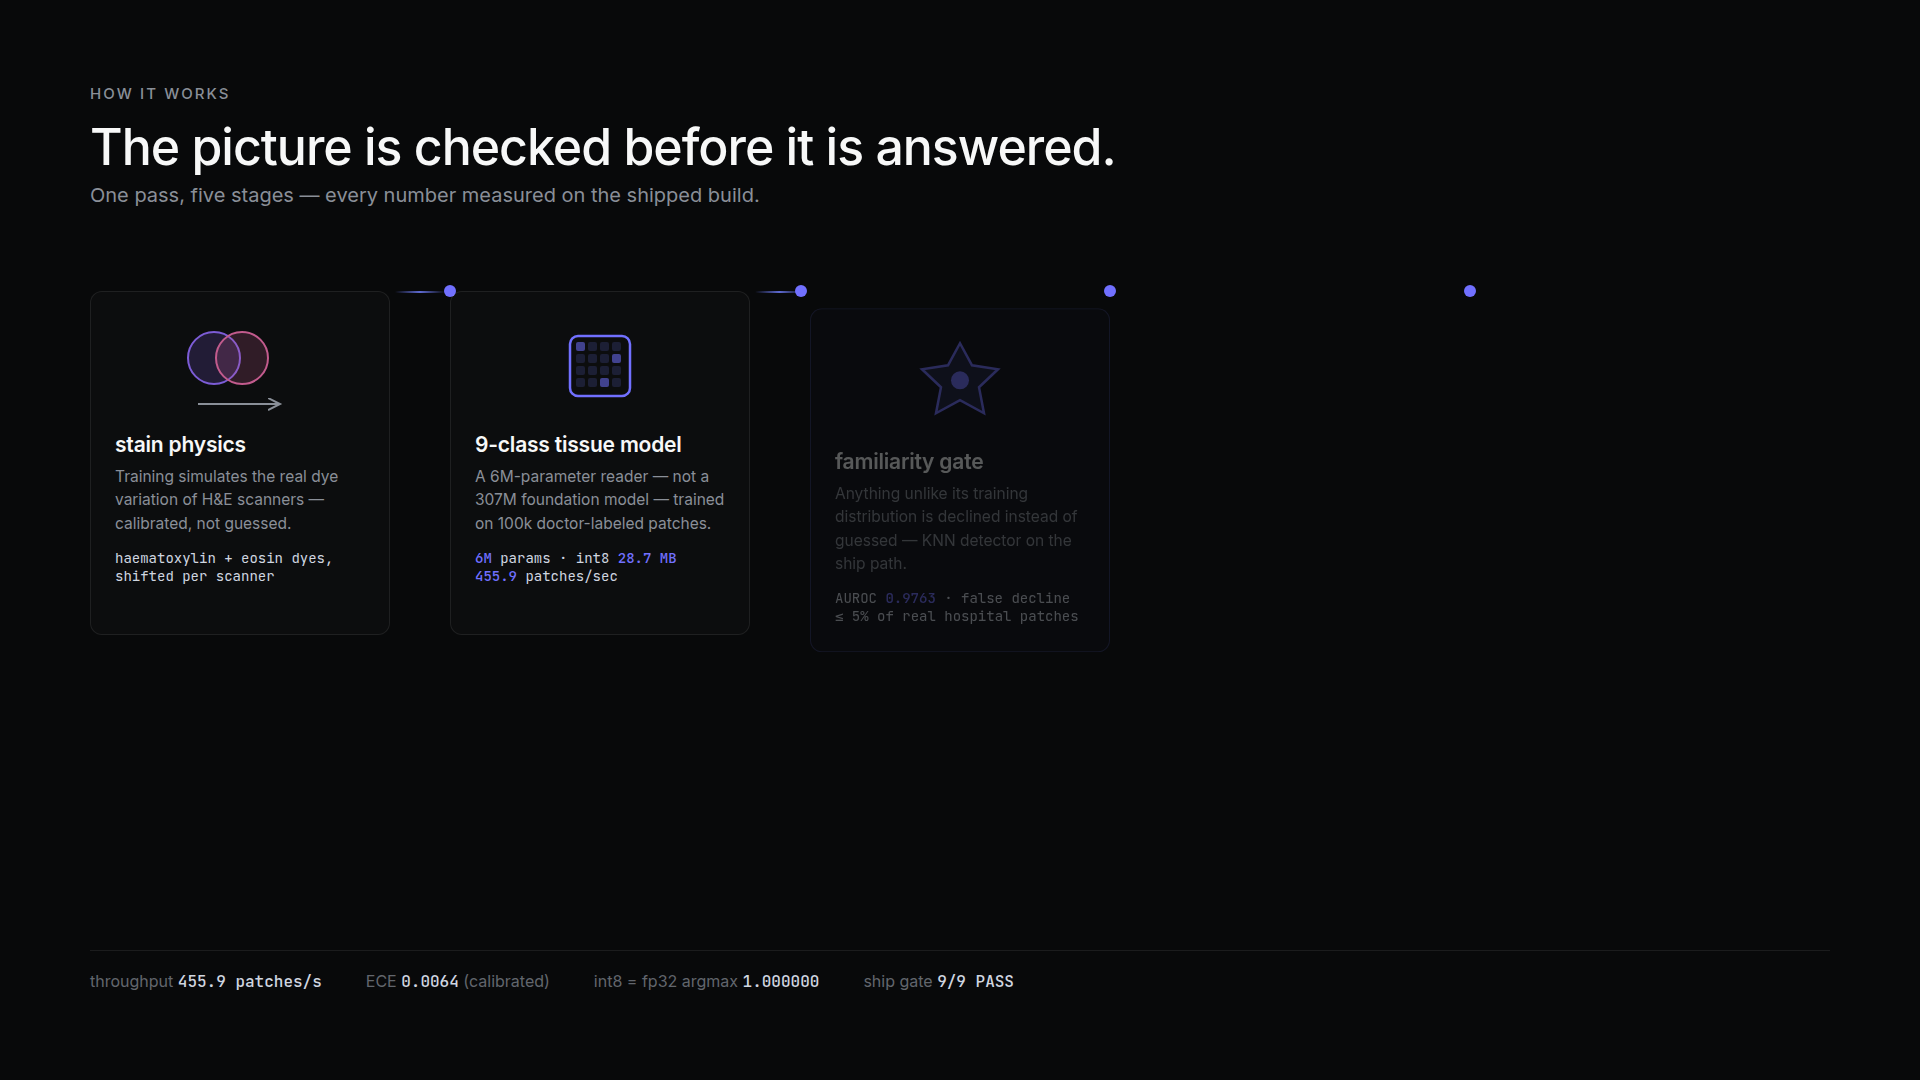 HOW IT WORKS
The picture is checked before it is answered.
One pass, five stages — every number measured on the shipped build.
stain physics
Training simulates the real dye
variation of H&E scanners —
calibrated, not guessed.
haematoxylin + eosin dyes,
shifted per scanner
9-class tissue model
A 6M-parameter reader — not a
307M foundation model — trained
on 100k doctor-labeled patches.
6M params · int8 28.7 MB
455.9 patches/sec
familiarity gate
Anything unlike its training
distribution is declined instead of
guessed — KNN detector on the
ship path.
AUROC 0.9763 · false decline
≤ 5% of real hospital patches
throughput 455.9 patches/s ECE 0.0064 (calibrated) int8 = fp32 argmax 1.000000 ship gate 9/9 PASS